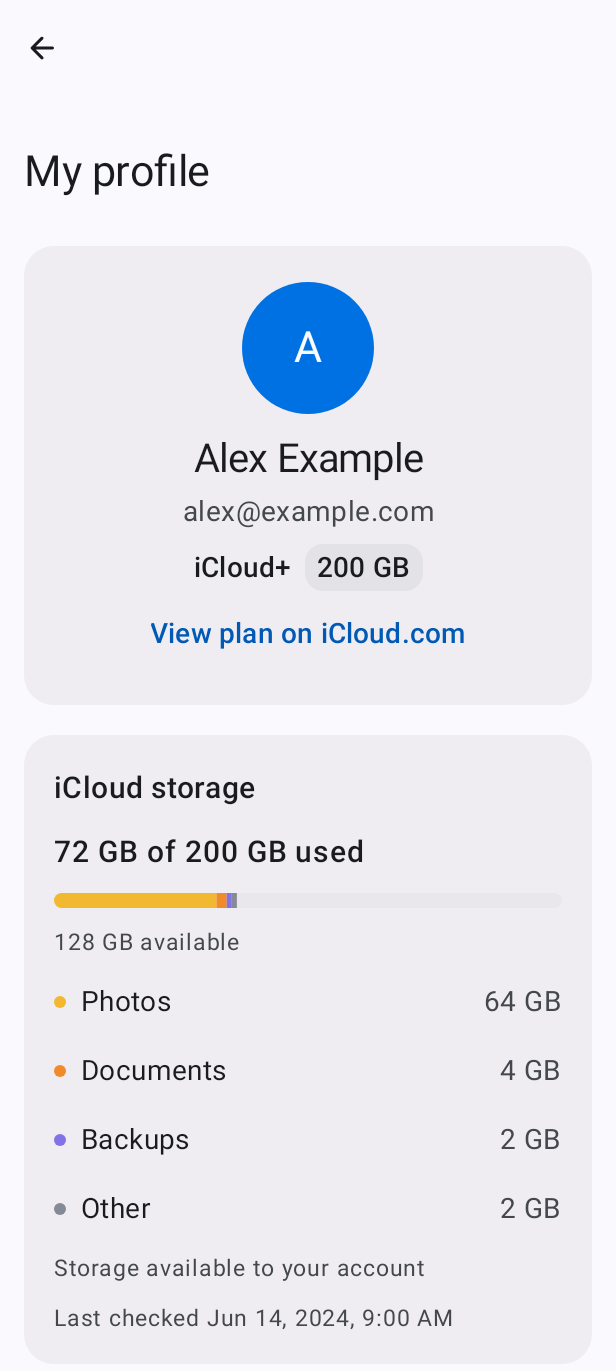 My profile
A
Alex Example
alex@example.com
iCloud+ 200 GB
View plan on iCloud.com
iCloud storage
72 GB of 200 GB used
128 GB available
Photos 64 GB
Documents 4 GB
Backups 2 GB
Other 2 GB
Storage available to your account
Last checked Jun 14, 2024, 9:00 AM